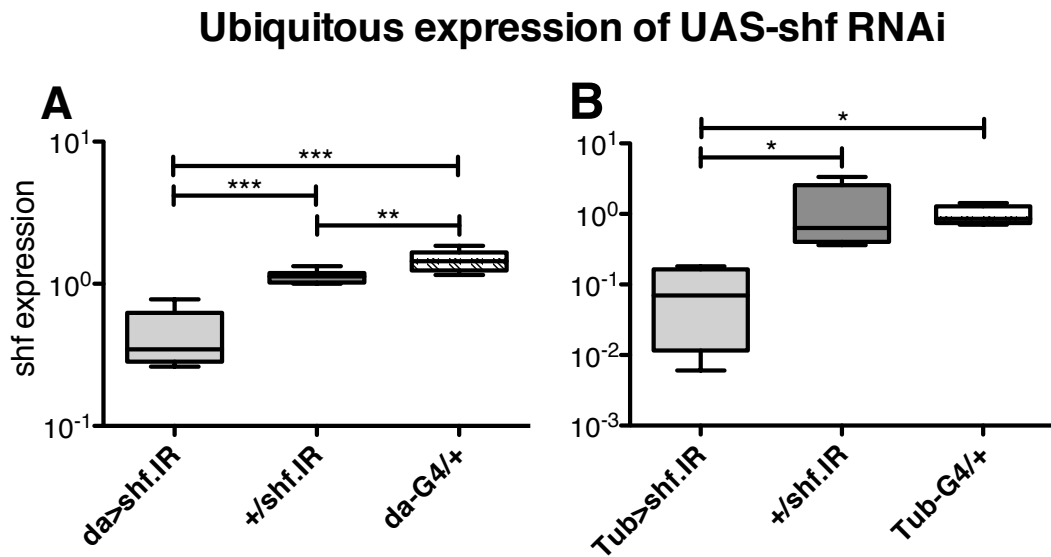 Ubiquitous expression of UAS-shf RNAi
A
B
shf expression
10¹
10⁰
10⁻¹
***
***
**
da>shf.IR
+/shf.IR
da-G4/+
10¹
10⁰
10⁻¹
10⁻²
10⁻³
*
*
Tub>shf.IR
+/shf.IR
Tub-G4/+